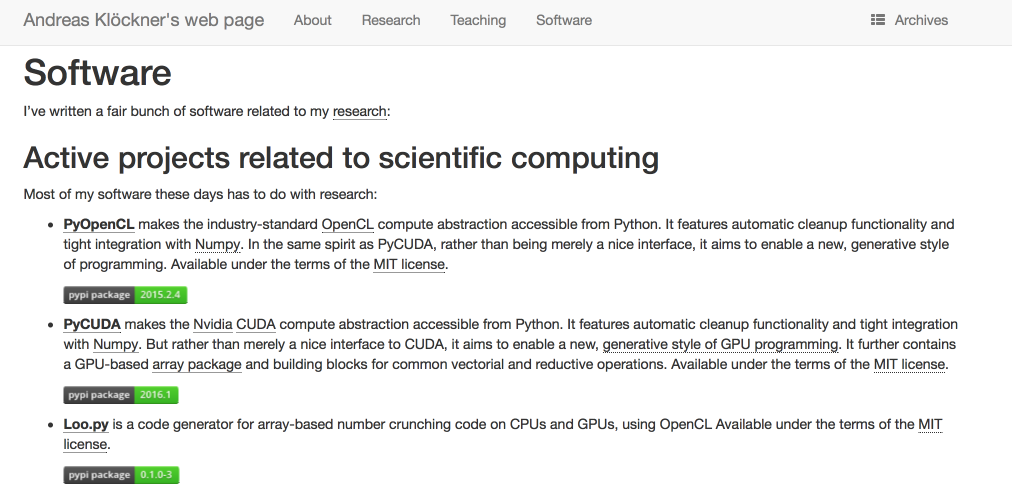 Andreas Klöckner's web page About Research Teaching Software Archives
Software
I've written a fair bunch of software related to my research:
Active projects related to scientific computing
Most of my software these days has to do with research:
• PyOpenCL makes the industry-standard OpenCL compute abstraction accessible from Python. It features automatic cleanup functionality and
tight integration with Numpy. In the same spirit as PyCUDA, rather than being merely a nice interface, it aims to enable a new, generative style
of programming. Available under the terms of the MIT license.
pypi package 2015.2.4
• PyCUDA makes the Nvidia CUDA compute abstraction accessible from Python. It features automatic cleanup functionality and tight integration
with Numpy. But rather than merely a nice interface to CUDA, it aims to enable a new, generative style of GPU programming. It further contains
a GPU-based array package and building blocks for common vectorial and reductive operations. Available under the terms of the MIT license.
pypi package 2016.1
• Loo.py is a code generator for array-based number crunching code on CPUs and GPUs, using OpenCL Available under the terms of the MIT
license.
pypi package 0.1.0-3